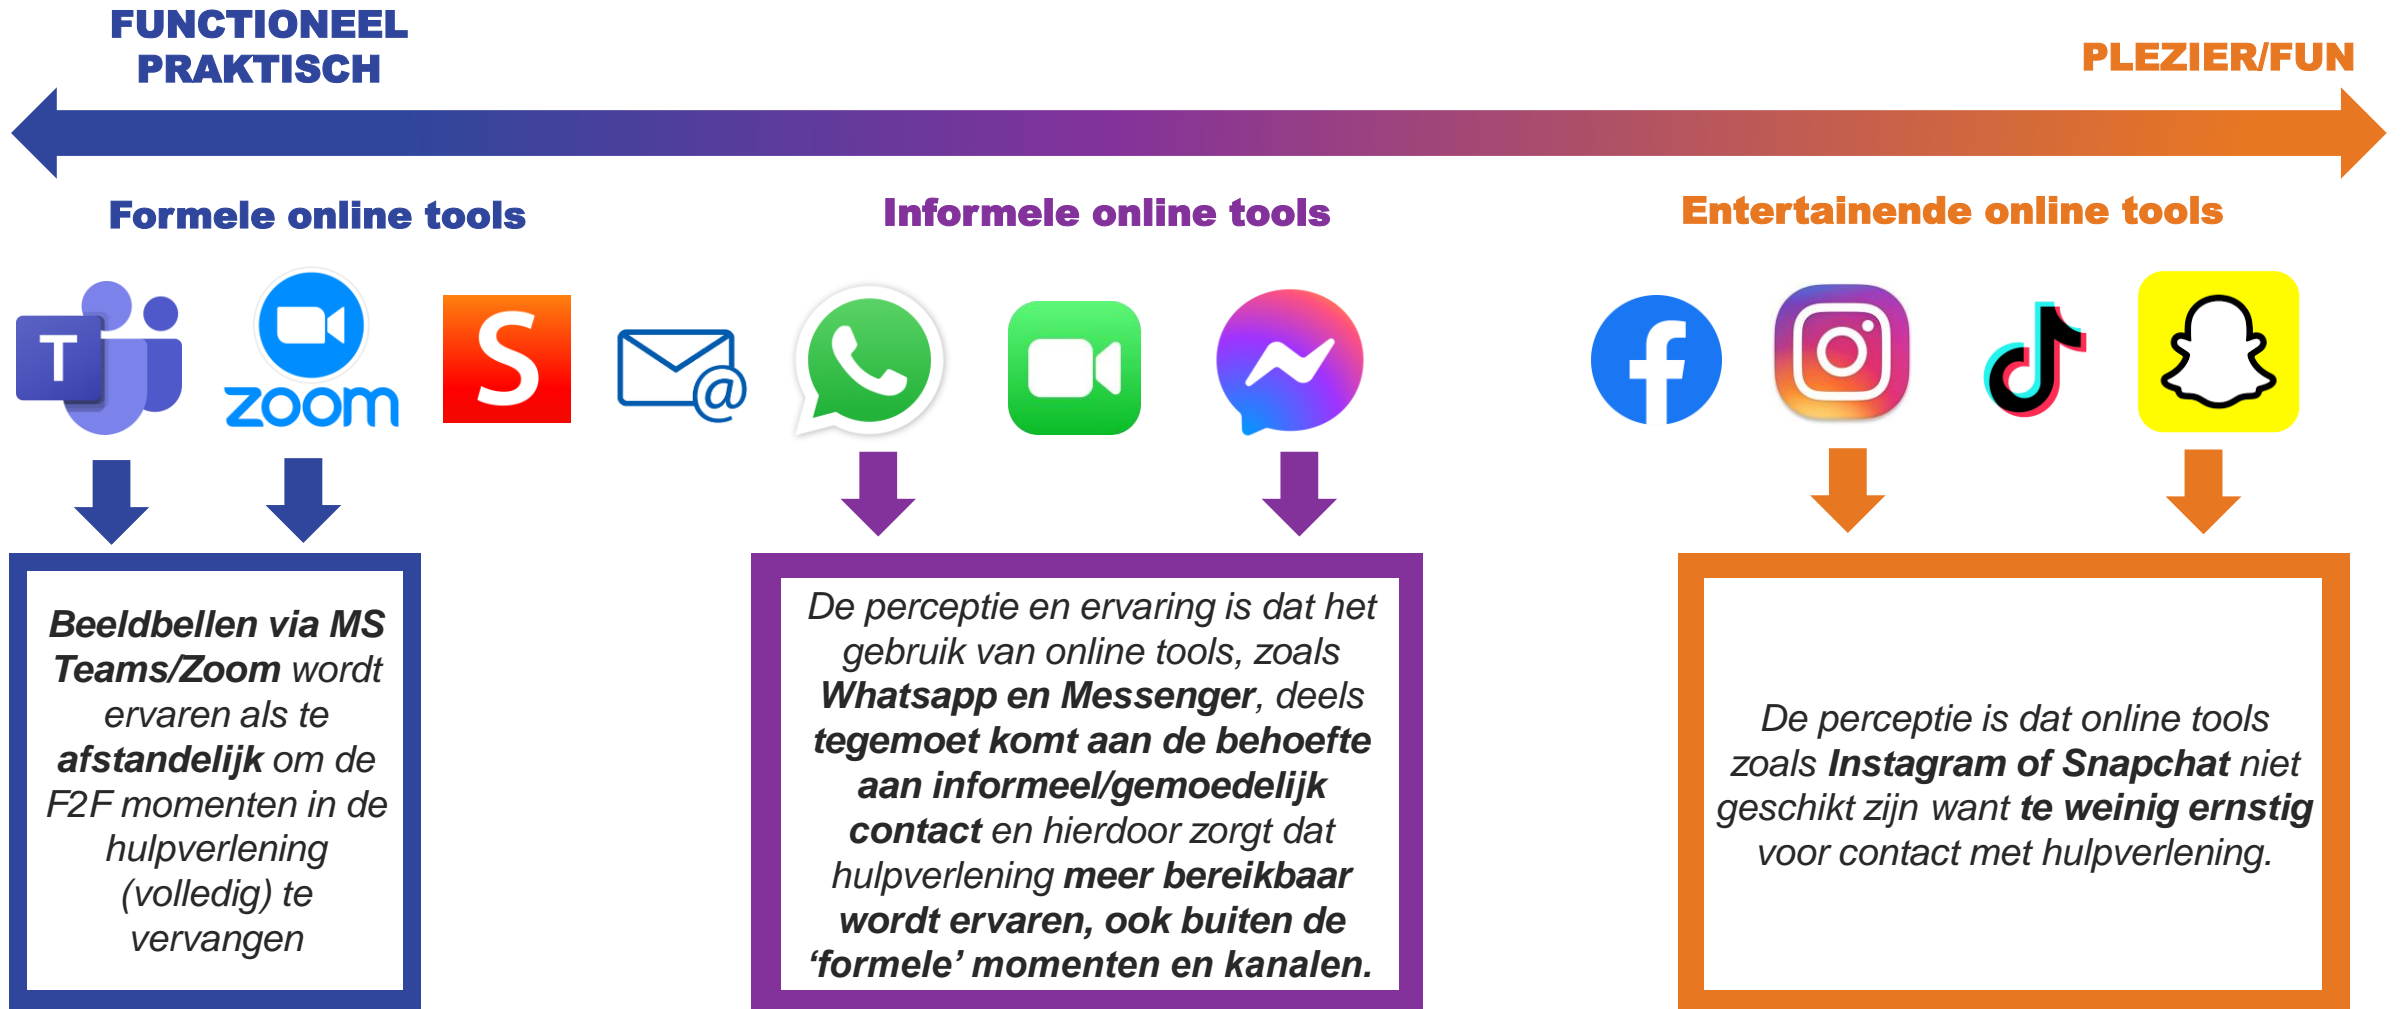 FUNCTIONEEL
PRAKTISCH
PLEZIER/FUN
Formele online tools
Informele online tools
Entertainende online tools
T
zoom
S
@
f
Beeldbellen via MS
Teams/Zoom wordt
ervaren als te
afstandelijk om de
F2F momenten in de
hulpverlening
(volledig) te
vervangen
De perceptie en ervaring is dat het
gebruik van online tools, zoals
Whatsapp en Messenger, deels
tegemoet komt aan de behoefte
aan informeel/gemoedelijk
contact en hierdoor zorgt dat
hulpverlening meer bereikbaar
wordt ervaren, ook buiten de
‘formele’ momenten en kanalen.
De perceptie is dat online tools
zoals Instagram of Snapchat niet
geschikt zijn want te weinig ernstig
voor contact met hulpverlening.